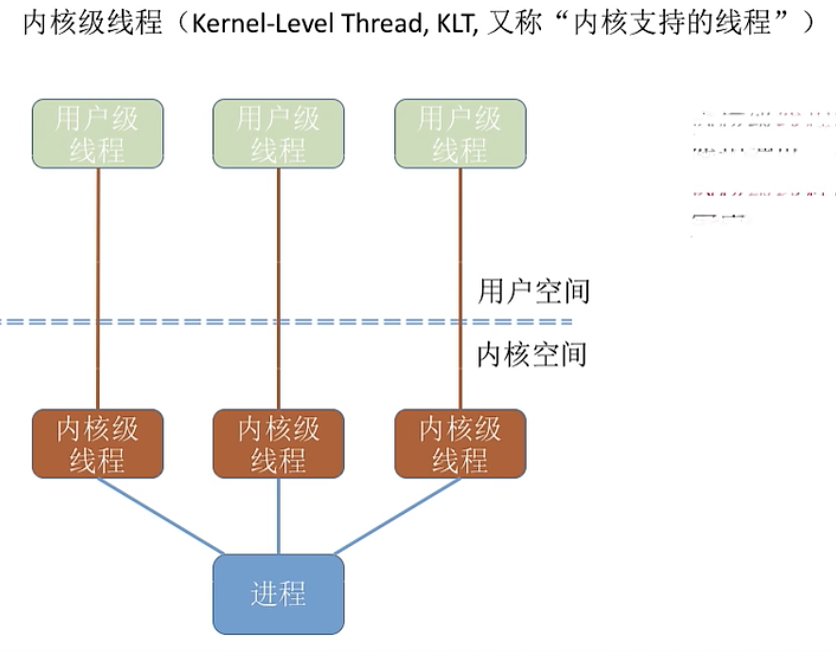 内核级线程（Kernel-Level Thread, KLT, 又称“内核支持的线程”）
用户级
线程
用户级
线程
用户级
线程
用户空间
内核空间
内核级
线程
内核级
线程
内核级
线程
进程